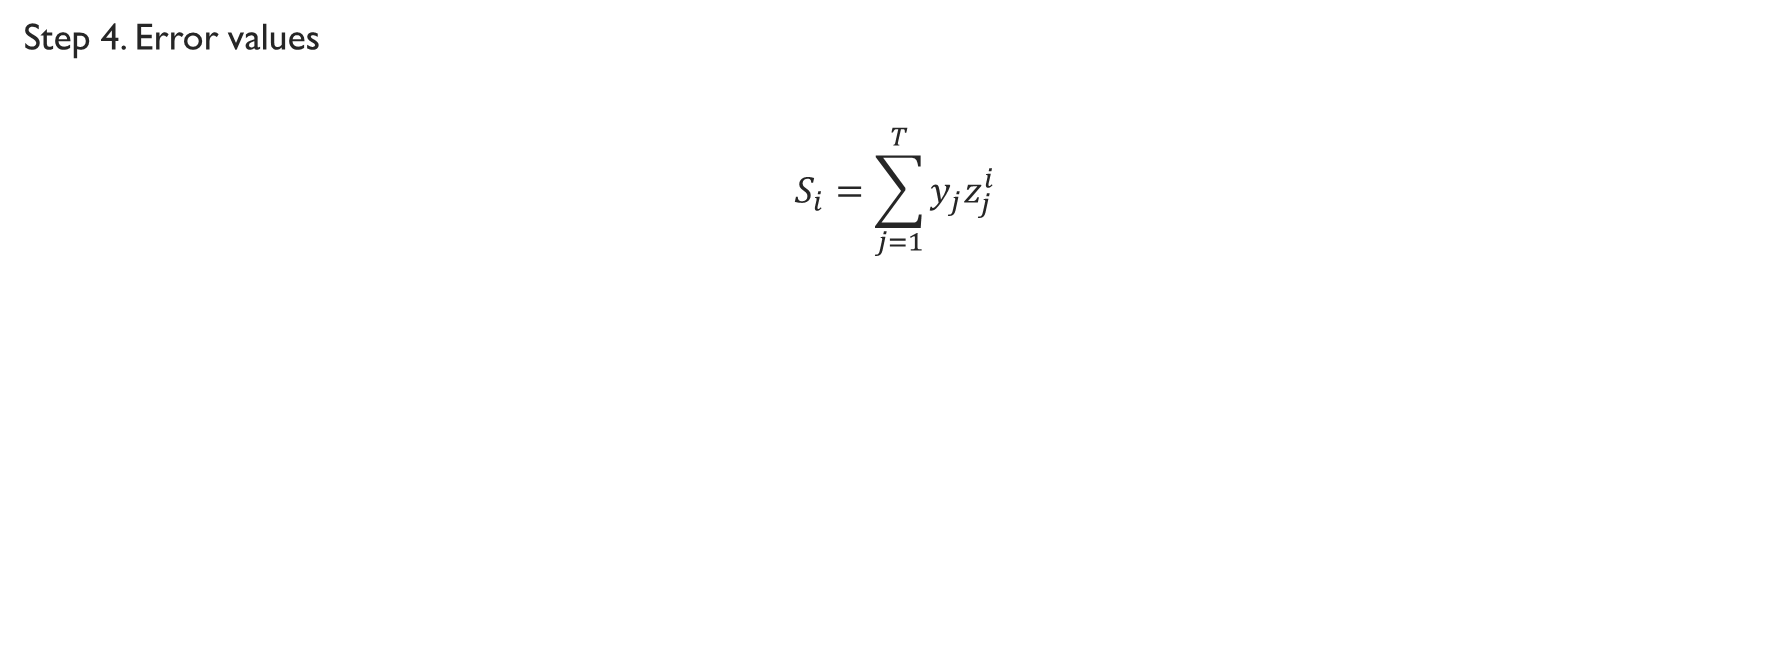 Step 4. Error values
$S_i = \sum_{j=1}^{T} y_j z_j^i$